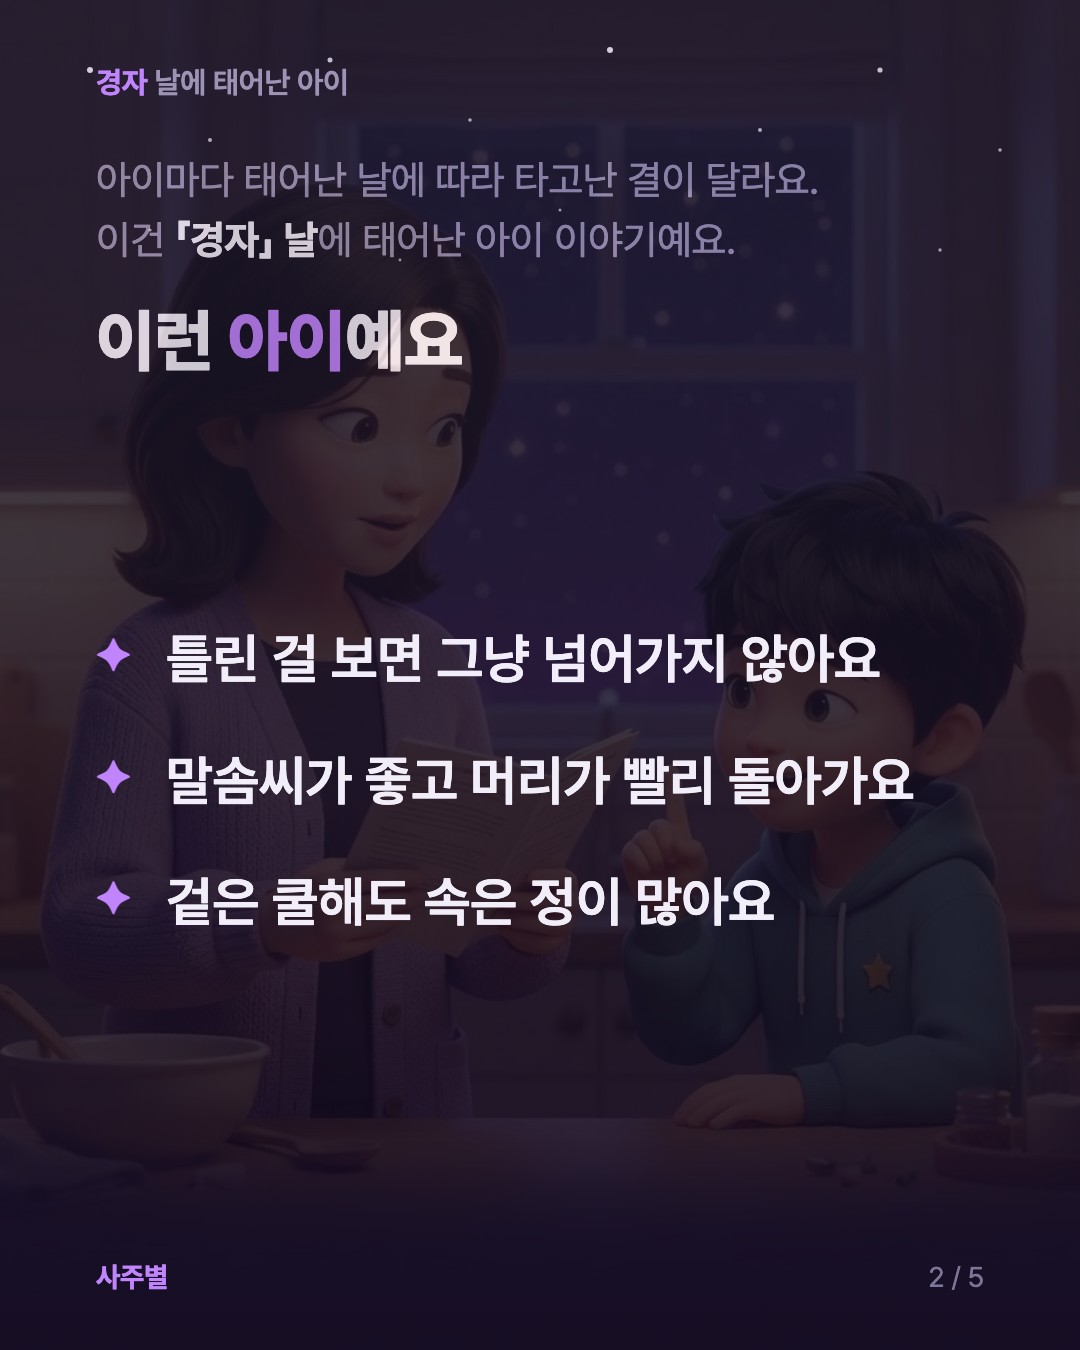 경자 날에 태어난 아이
아이마다 태어난 날에 따라 타고난 결이 달라요.
이건 「경자」 날에 태어난 아이 이야기예요.
이런 아이예요
틀린 걸 보면 그냥 넘어가지 않아요
말솜씨가 좋고 머리가 빨리 돌아가요
겉은 쿨해도 속은 정이 많아요
사주별
2 / 5